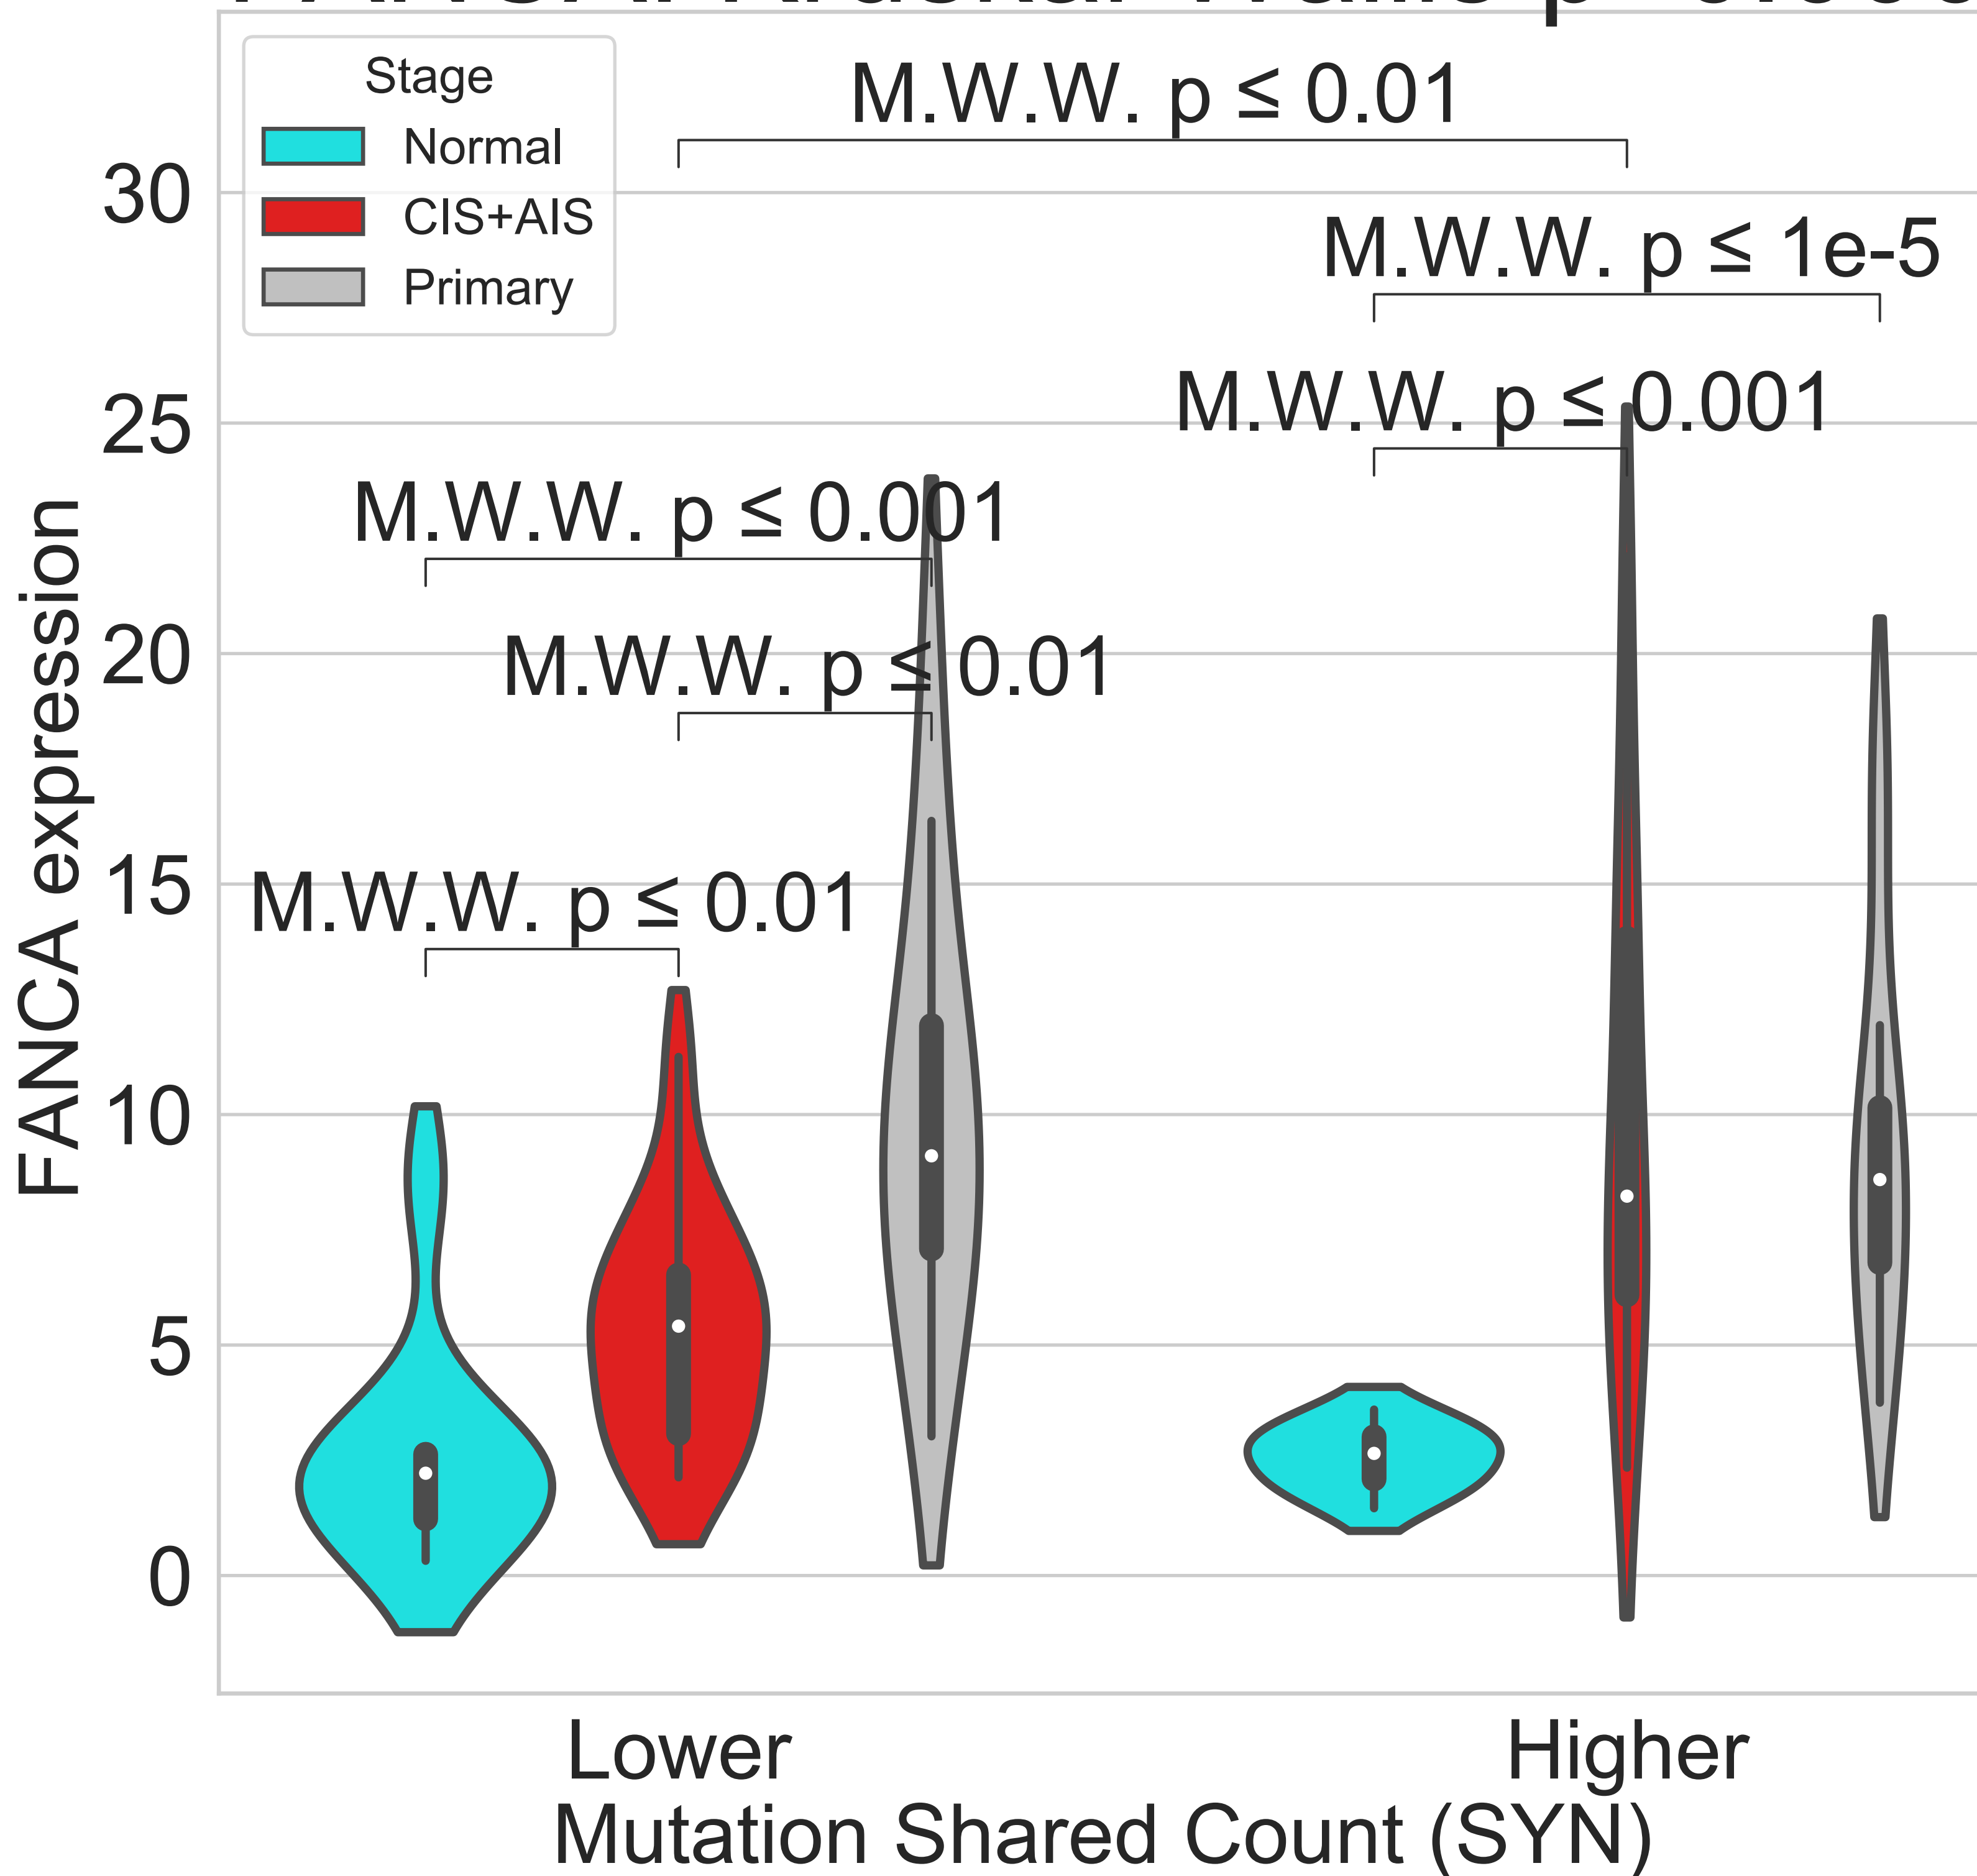 Stage
Normal
CIS+AIS
Primary
M.W.W. p ≤ 0.01
M.W.W. p ≤ 1e-5
M.W.W. p ≤ 0.001
M.W.W. p ≤ 0.001
M.W.W. p ≤ 0.01
M.W.W. p ≤ 0.01
30
25
20
15
10
5
0
FANCA expression
Lower
Higher
Mutation Shared Count (SYN)